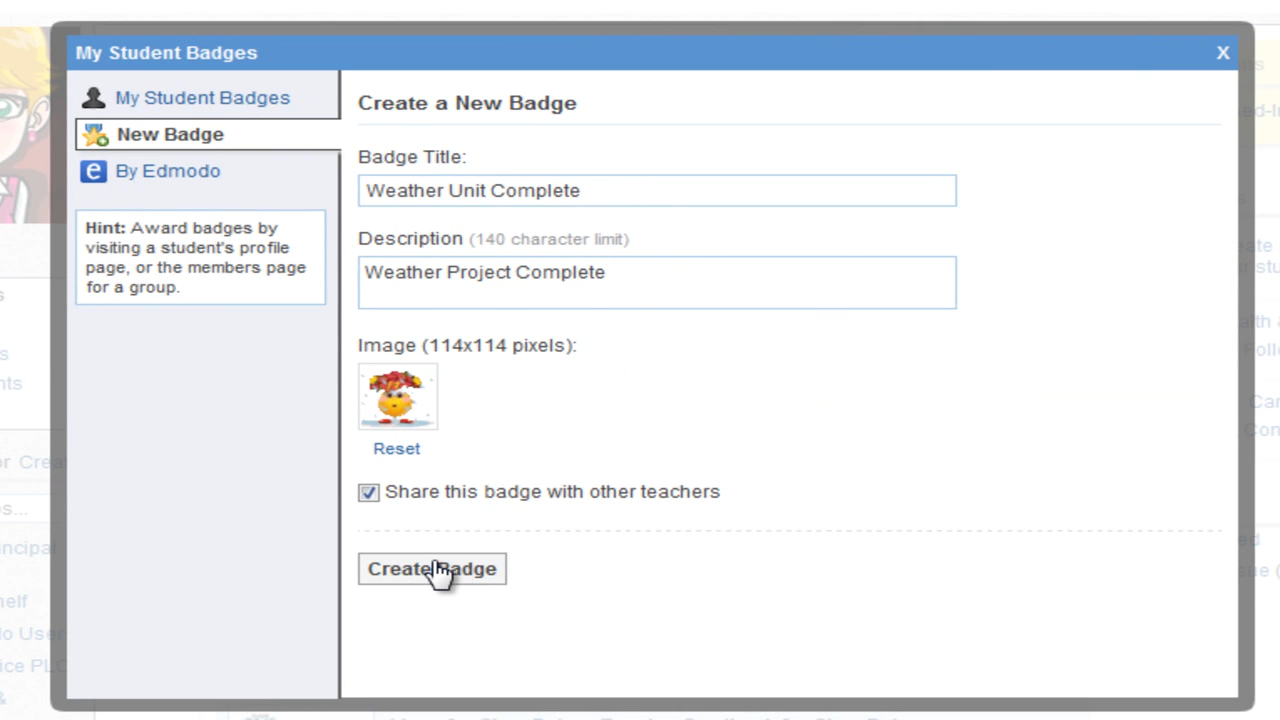 My Student Badges
X
My Student Badges
New Badge
By Edmodo
Hint: Award badges by
visiting a student's profile
page, or the members page
for a group.
Create a New Badge
Badge Title:
Weather Unit Complete
Description (140 character limit)
Weather Project Complete
Image (114x114 pixels):
Reset
Share this badge with other teachers
Create Badge